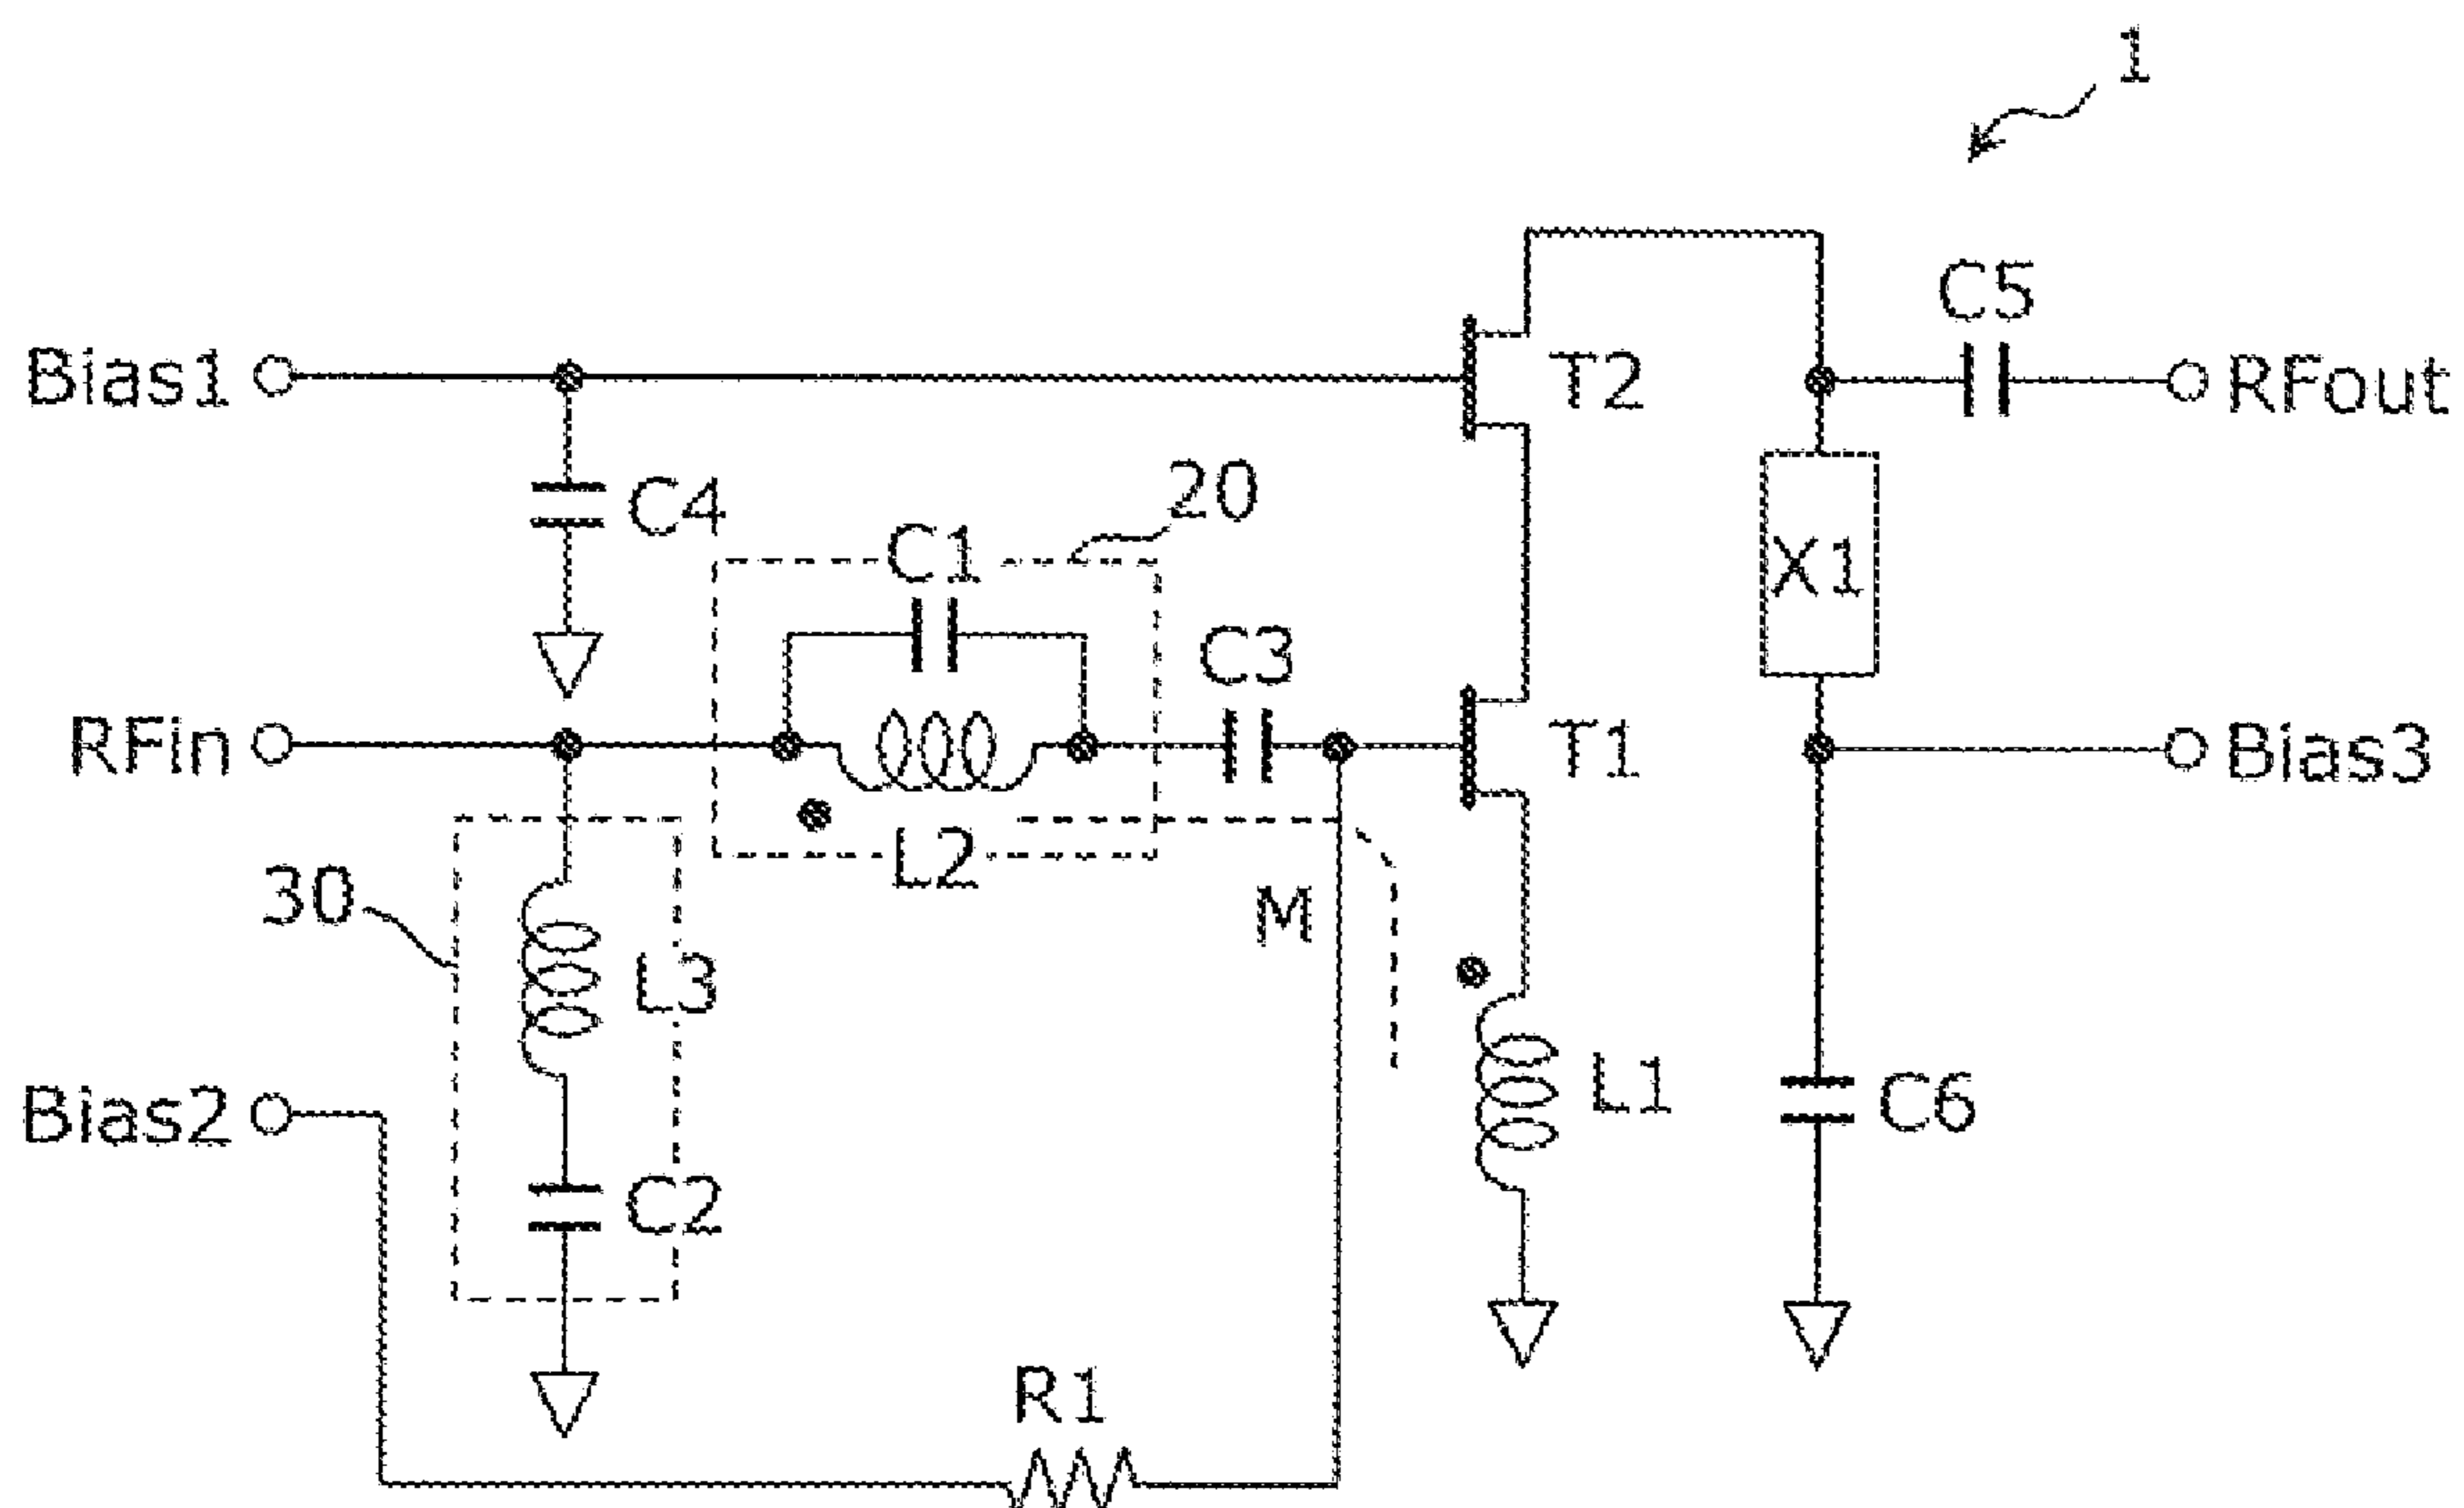 1
C5
Bias1
T2
RFout
20
C4
C1
X1
C3
RFin
T1
Bias3
L2
30
M
L3
L1
Bias2
C6
C2
R1